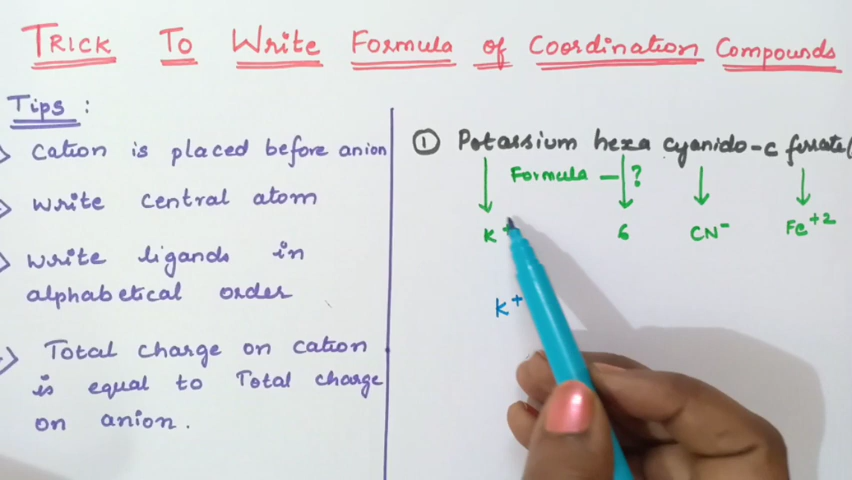 TRICK TO WRITE FORMULA OF COORDINATION COMPOUNDS
Tips :
Cation is placed before anion
Write central atom
Write ligands in
alphabetical order
Total charge on cation
is equal to Total charge
on anion.
① Potassium hexa cyanido-c ferrate(
Formula — ?
K+ 6 CN⁻ Fe⁺²
K⁺